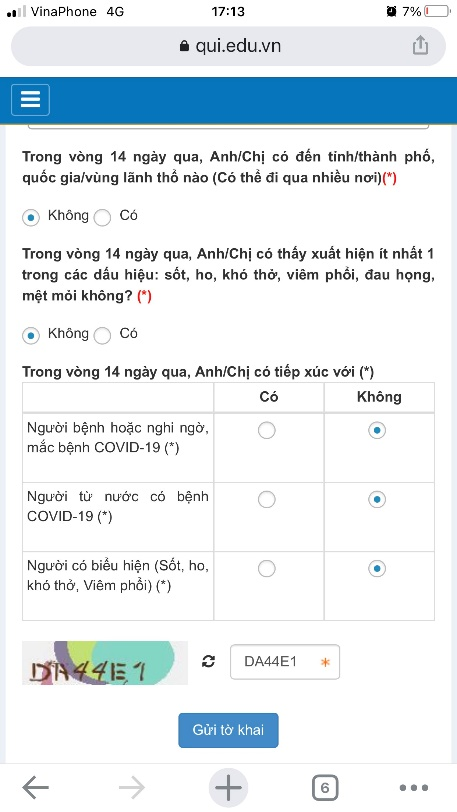 VinaPhone 4G 17:13 7%
qui.edu.vn
Trong vòng 14 ngày qua, Anh/Chị có đến tỉnh/thành phố,
quốc gia/vùng lãnh thổ nào (Có thể đi qua nhiều nơi)(*)
Không Có
Trong vòng 14 ngày qua, Anh/Chị có thấy xuất hiện ít nhất 1
trong các dấu hiệu: sốt, ho, khó thở, viêm phổi, đau họng,
mệt mỏi không? (*)
Không Có
Trong vòng 14 ngày qua, Anh/Chị có tiếp xúc với (*)
Có Không
Người bệnh hoặc nghi ngờ,
mắc bệnh COVID-19 (*)
Người từ nước có bệnh
COVID-19 (*)
Người có biểu hiện (Sốt, ho,
khó thở, Viêm phổi) (*)
DA44E1 DA44E1 *
Gửi tờ khai
6